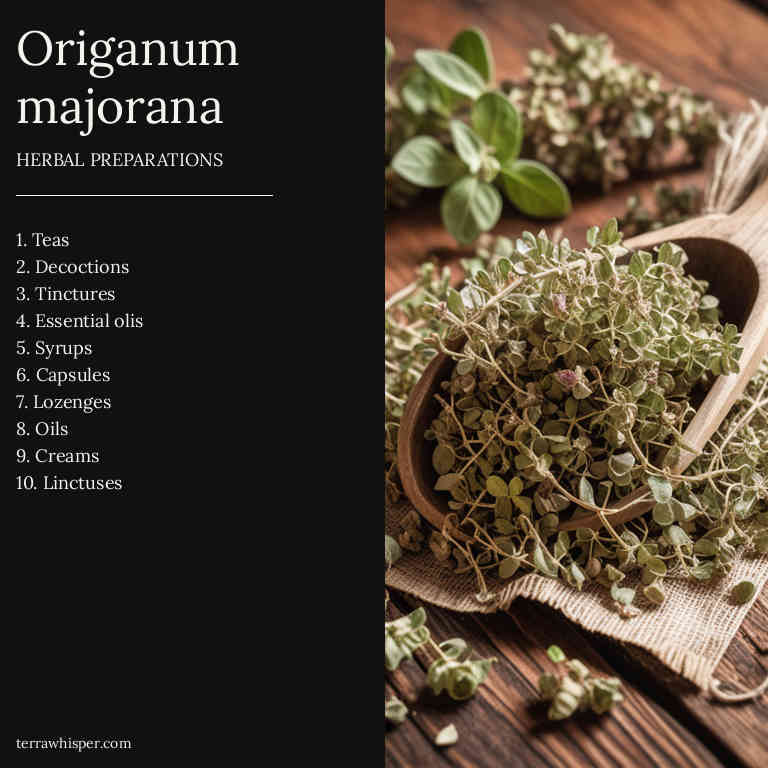 Origanum
majorana
HERBAL PREPARATIONS
1. Teas
2. Decoctions
3. Tinctures
4. Essential olis
5. Syrups
6. Capsules
7. Lozenges
8. Oils
9. Creams
10. Linctuses
terrawhisper.com